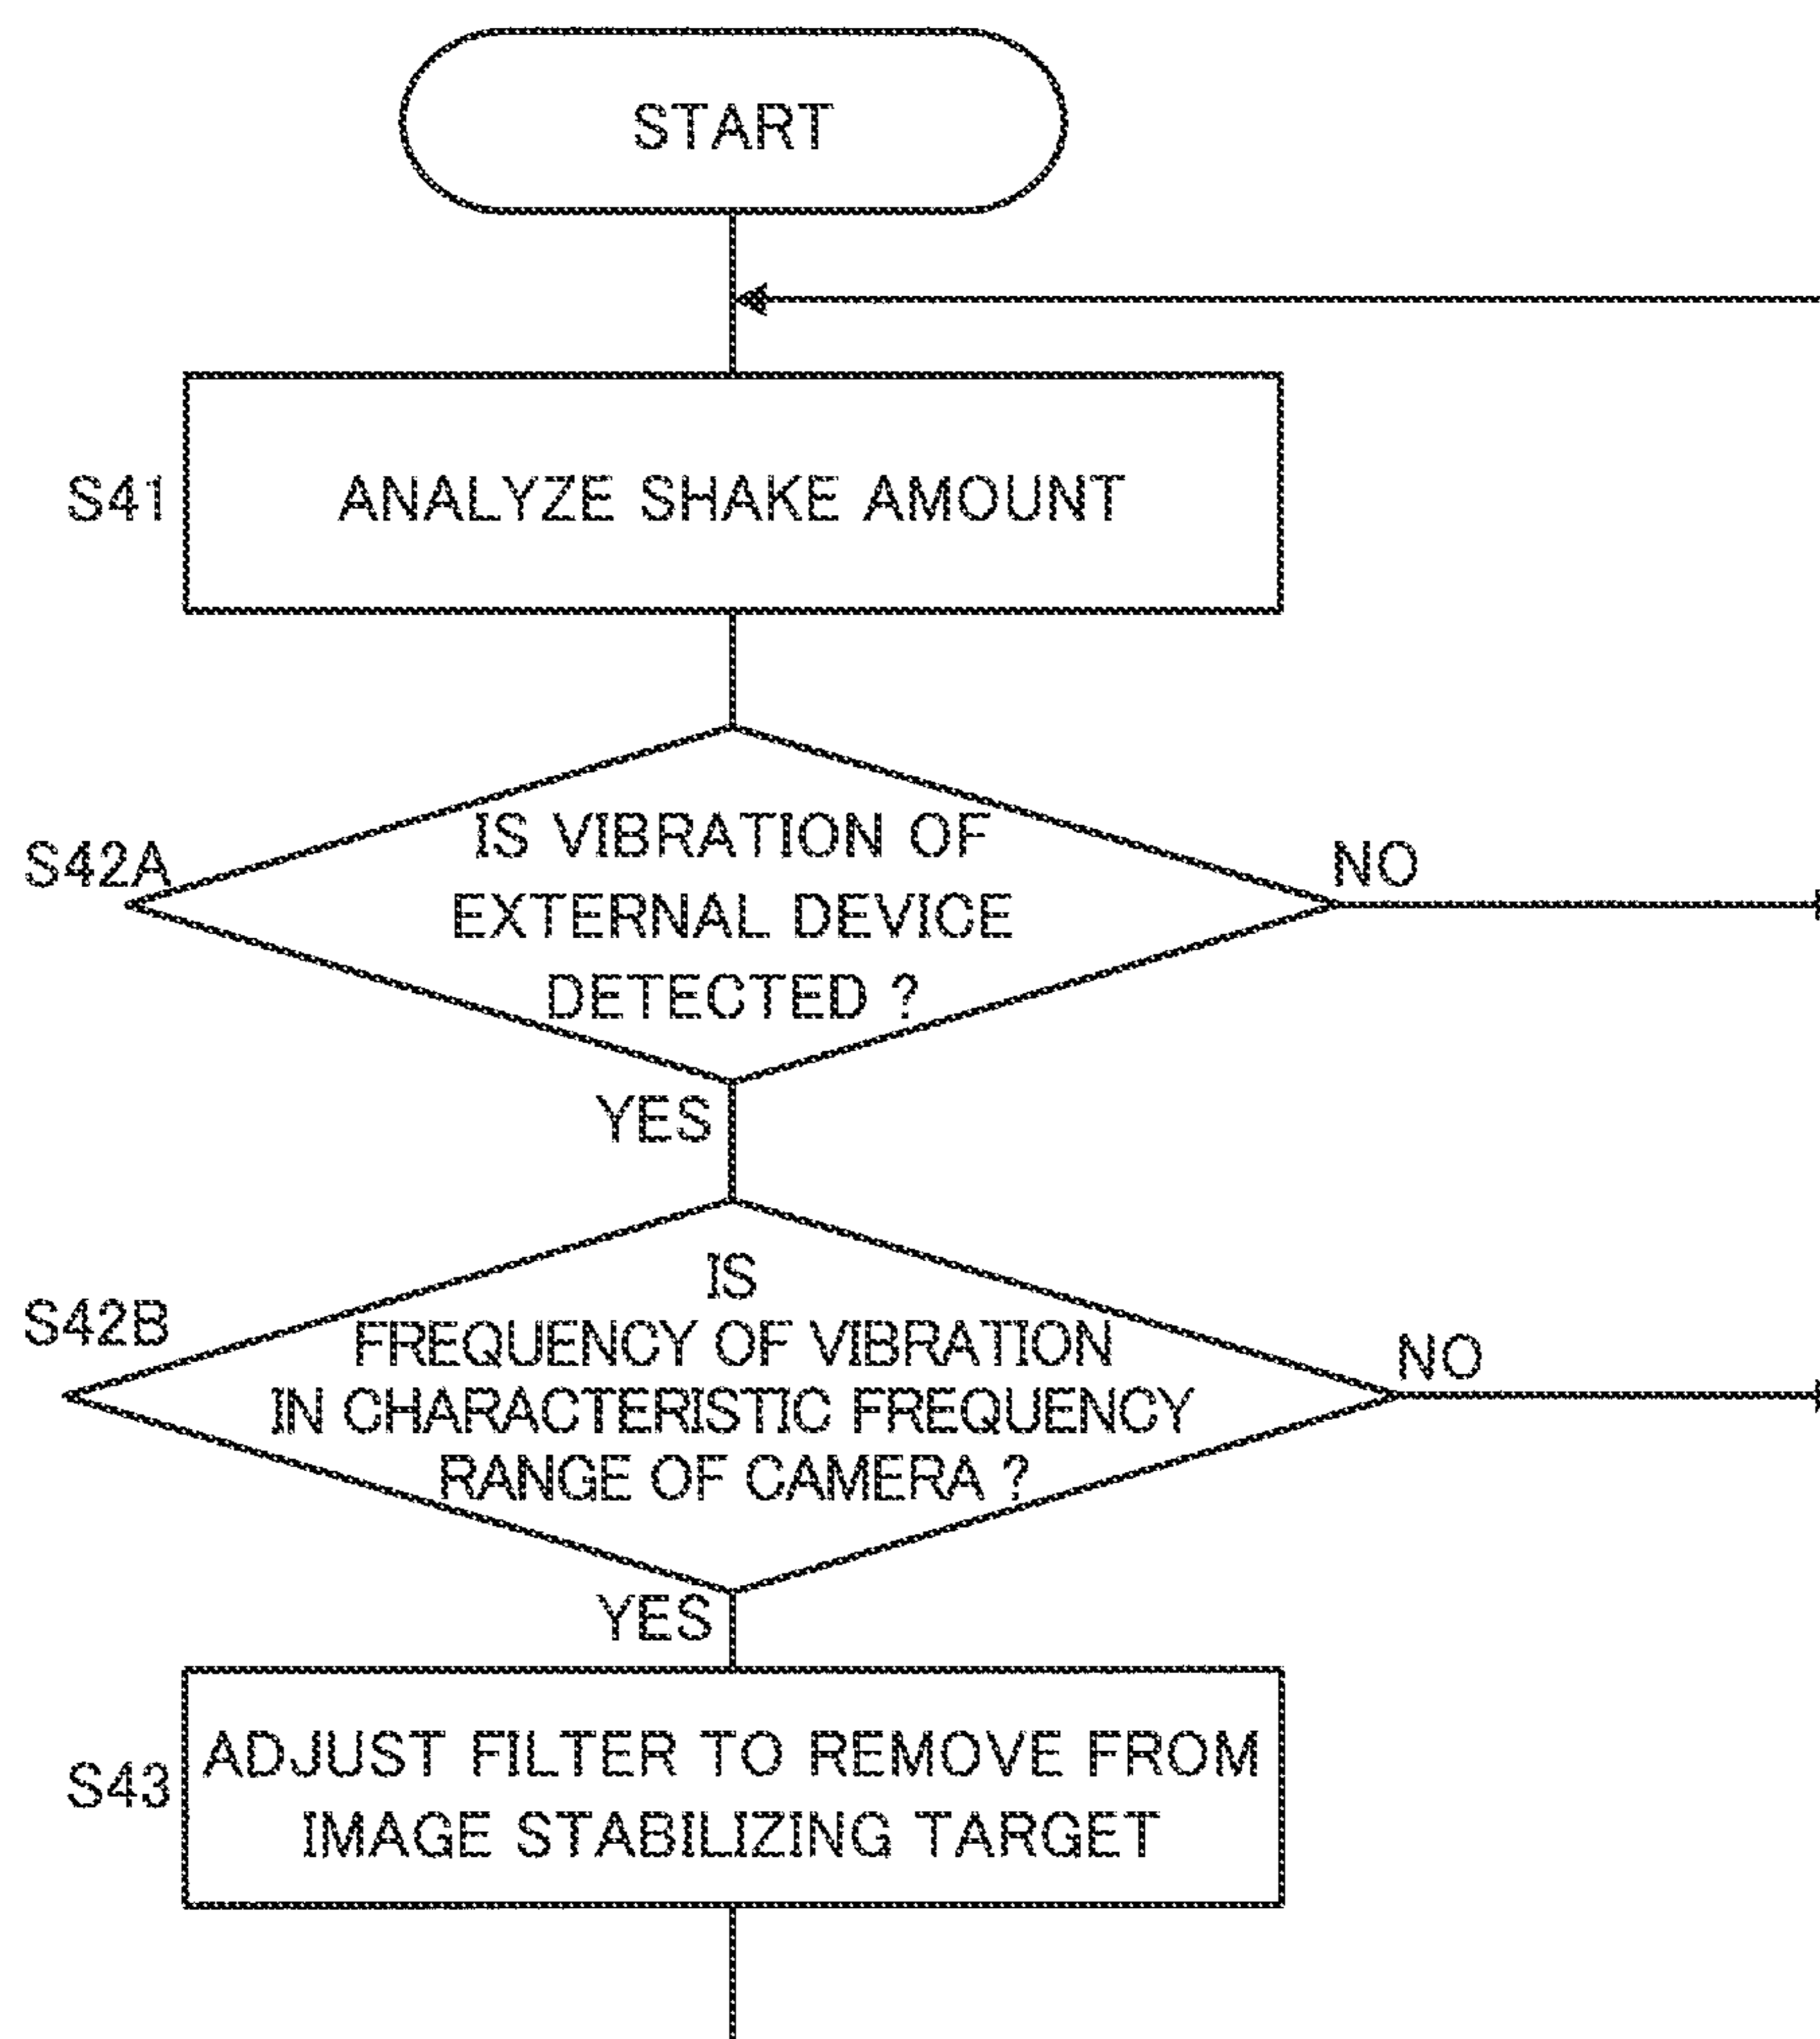 START
S41
ANALYZE SHAKE AMOUNT
S42A
IS VIBRATION OF
EXTERNAL DEVICE
DETECTED ?
NO
YES
S42B
IS
FREQUENCY OF VIBRATION
IN CHARACTERISTIC FREQUENCY
RANGE OF CAMERA ?
NO
YES
S43
ADJUST FILTER TO REMOVE FROM
IMAGE STABILIZING TARGET